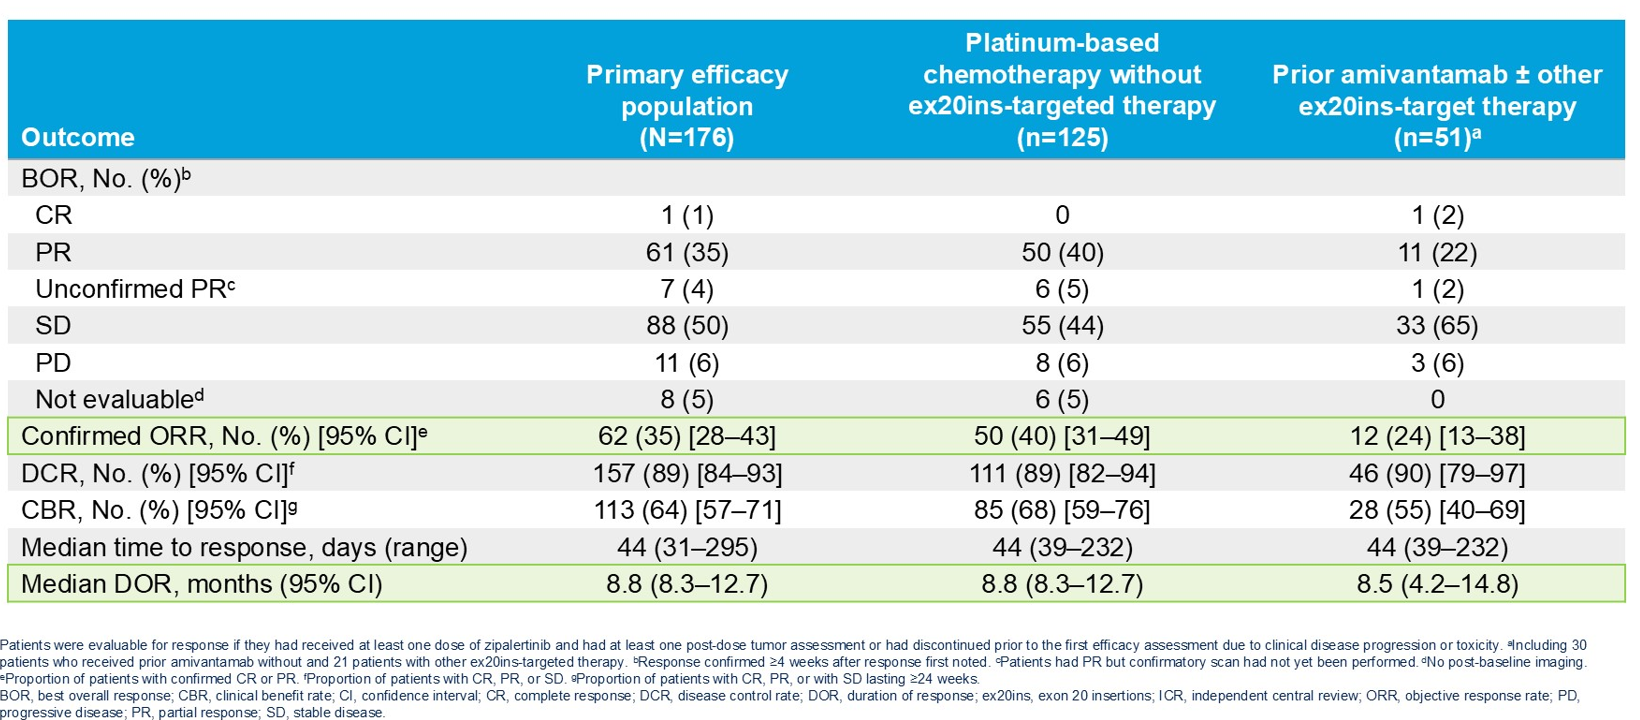 Outcome | Primary efficacy population (N=176) | Platinum-based chemotherapy without ex20ins-targeted therapy (n=125) | Prior amivantamab ± other ex20ins-target therapy (n=51)a
BOR, No. (%)b
CR 1 (1) 0 1 (2)
PR 61 (35) 50 (40) 11 (22)
Unconfirmed PRc 7 (4) 6 (5) 1 (2)
SD 88 (50) 55 (44) 33 (65)
PD 11 (6) 8 (6) 3 (6)
Not evaluabled 8 (5) 6 (5) 0
Confirmed ORR, No. (%) [95% CI]e 62 (35) [28–43] 50 (40) [31–49] 12 (24) [13–38]
DCR, No. (%) [95% CI]f 157 (89) [84–93] 111 (89) [82–94] 46 (90) [79–97]
CBR, No. (%) [95% CI]g 113 (64) [57–71] 85 (68) [59–76] 28 (55) [40–69]
Median time to response, days (range) 44 (31–295) 44 (39–232) 44 (39–232)
Median DOR, months (95% CI) 8.8 (8.3–12.7) 8.8 (8.3–12.7) 8.5 (4.2–14.8)
Patients were evaluable for response if they had received at least one dose of zipalertinib and had at least one post-dose tumor assessment or had discontinued prior to the first efficacy assessment due to clinical disease progression or toxicity. aIncluding 30
patients who received prior amivantamab without and 21 patients with other ex20ins-targeted therapy. bResponse confirmed ≥4 weeks after response first noted. cPatients had PR but confirmatory scan had not yet been performed. dNo post-baseline imaging.
eProportion of patients with confirmed CR or PR. fProportion of patients with CR, PR, or SD. gProportion of patients with CR, PR, or with SD lasting ≥24 weeks.
BOR, best overall response; CBR, clinical benefit rate; CI, confidence interval; CR, complete response; DCR, disease control rate; DOR, duration of response; ex20ins, exon 20 insertions; ICR, independent central review; ORR, objective response rate; PD,
progressive disease; PR, partial response; SD, stable disease.